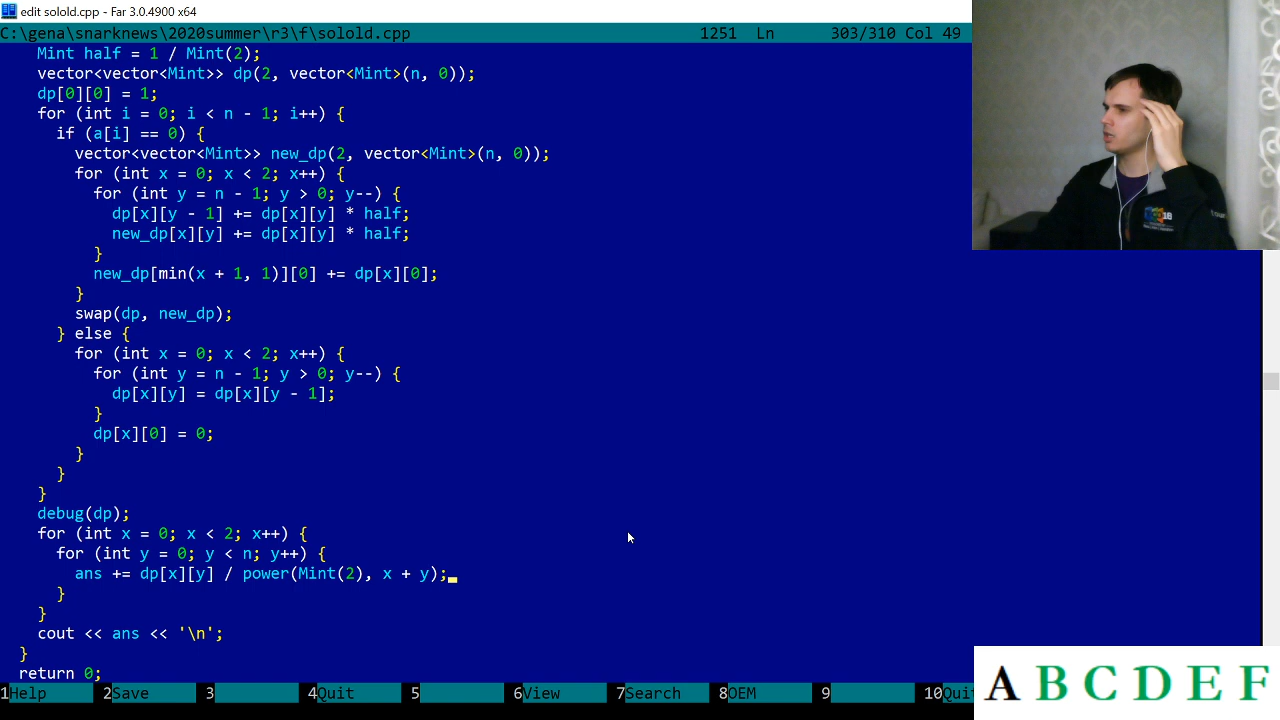 edit solold.cpp - Far 3.0.4900 x64
C:\gena\snarknews\2020summer\r3\f\solold.cpp 1251 Ln 303/310 Col 49
Mint half = 1 / Mint(2);
vector<vector<Mint>> dp(2, vector<Mint>(n, 0));
dp[0][0] = 1;
for (int i = 0; i < n - 1; i++) {
if (a[i] == 0) {
vector<vector<Mint>> new_dp(2, vector<Mint>(n, 0));
for (int x = 0; x < 2; x++) {
for (int y = n - 1; y > 0; y--) {
dp[x][y - 1] += dp[x][y] * half;
new_dp[x][y] += dp[x][y] * half;
}
new_dp[min(x + 1, 1)][0] += dp[x][0];
}
swap(dp, new_dp);
} else {
for (int x = 0; x < 2; x++) {
for (int y = n - 1; y > 0; y--) {
dp[x][y] = dp[x][y - 1];
}
dp[x][0] = 0;
}
}
}
debug(dp);
for (int x = 0; x < 2; x++) {
for (int y = 0; y < n; y++) {
ans += dp[x][y] / power(Mint(2), x + y);
}
}
cout << ans << '\n';
}
return 0;
1Help 2Save 3 4Quit 5 6View 7Search 8OEM 9 10Quit
A B C D E F